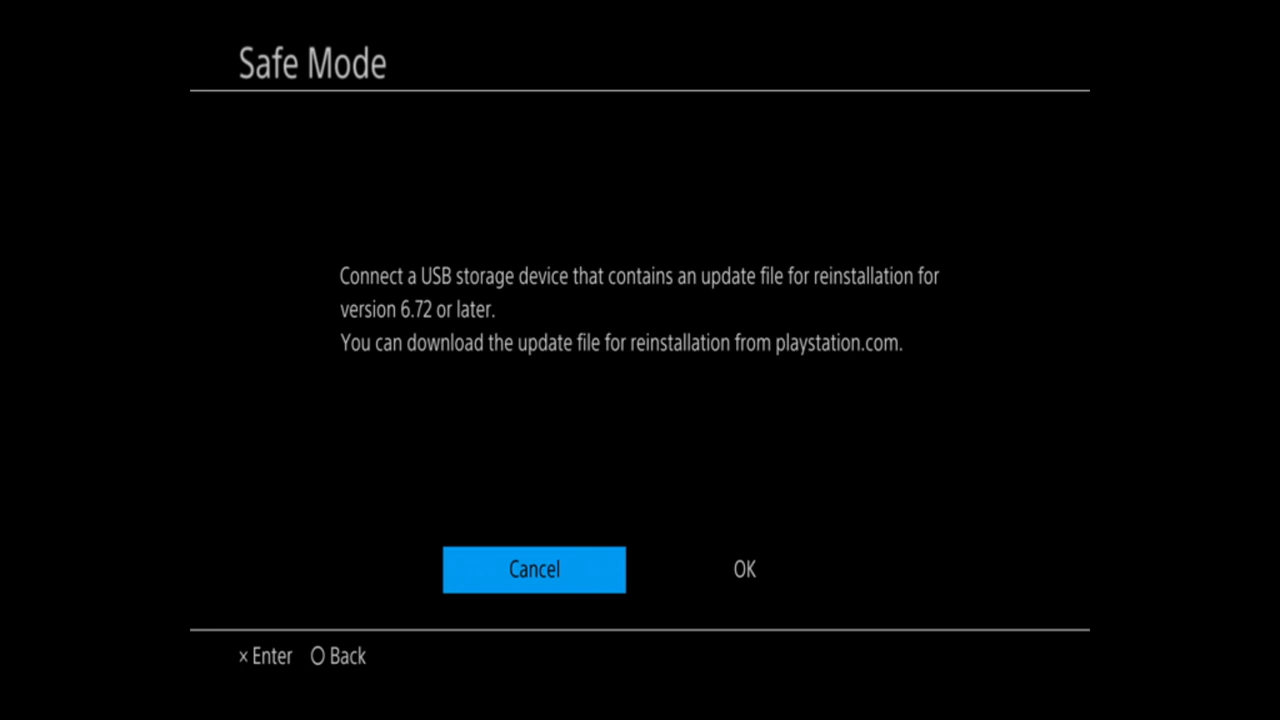 Safe Mode
Connect a USB storage device that contains an update file for reinstallation for
version 6.72 or later.
You can download the update file for reinstallation from playstation.com.
Cancel
OK
× Enter ○ Back